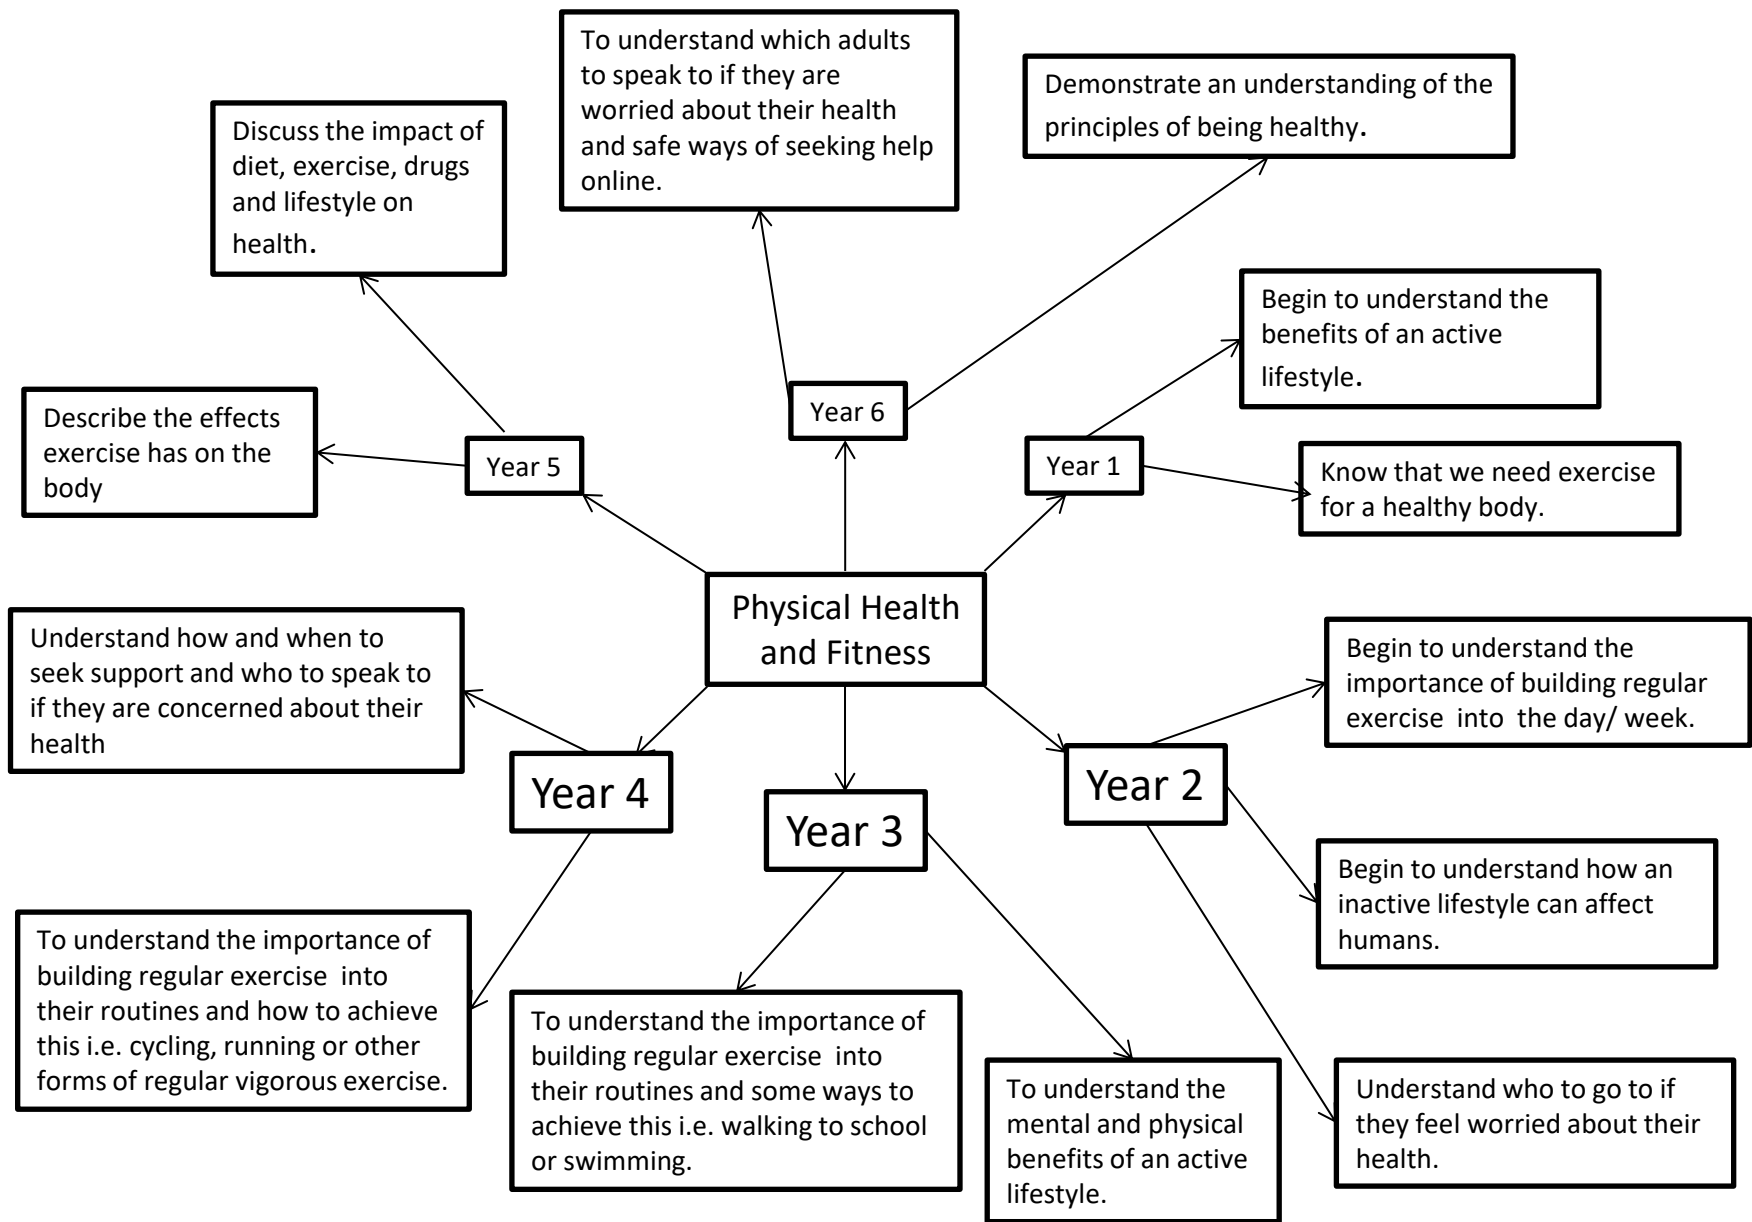 To understand which adults
to speak to if they are
worried about their health
and safe ways of seeking help
online.
Demonstrate an understanding of the
principles of being healthy.
Discuss the impact of
diet, exercise, drugs
and lifestyle on
health.
Begin to understand the
benefits of an active
lifestyle.
Year 6
Describe the effects
exercise has on the
body
Year 5
Year 1
Know that we need exercise
for a healthy body.
Physical Health
and Fitness
Understand how and when to
seek support and who to speak to
if they are concerned about their
health
Begin to understand the
importance of building regular
exercise  into  the day/ week.
Year 4
Year 3
Year 2
Begin to understand how an
inactive lifestyle can affect
humans.
To understand the importance of
building regular exercise  into
their routines and how to achieve
this i.e. cycling, running or other
forms of regular vigorous exercise.
To understand the importance of
building regular exercise  into
their routines and some ways to
achieve this i.e. walking to school
or swimming.
To understand the
mental and physical
benefits of an active
lifestyle.
Understand who to go to if
they feel worried about their
health.